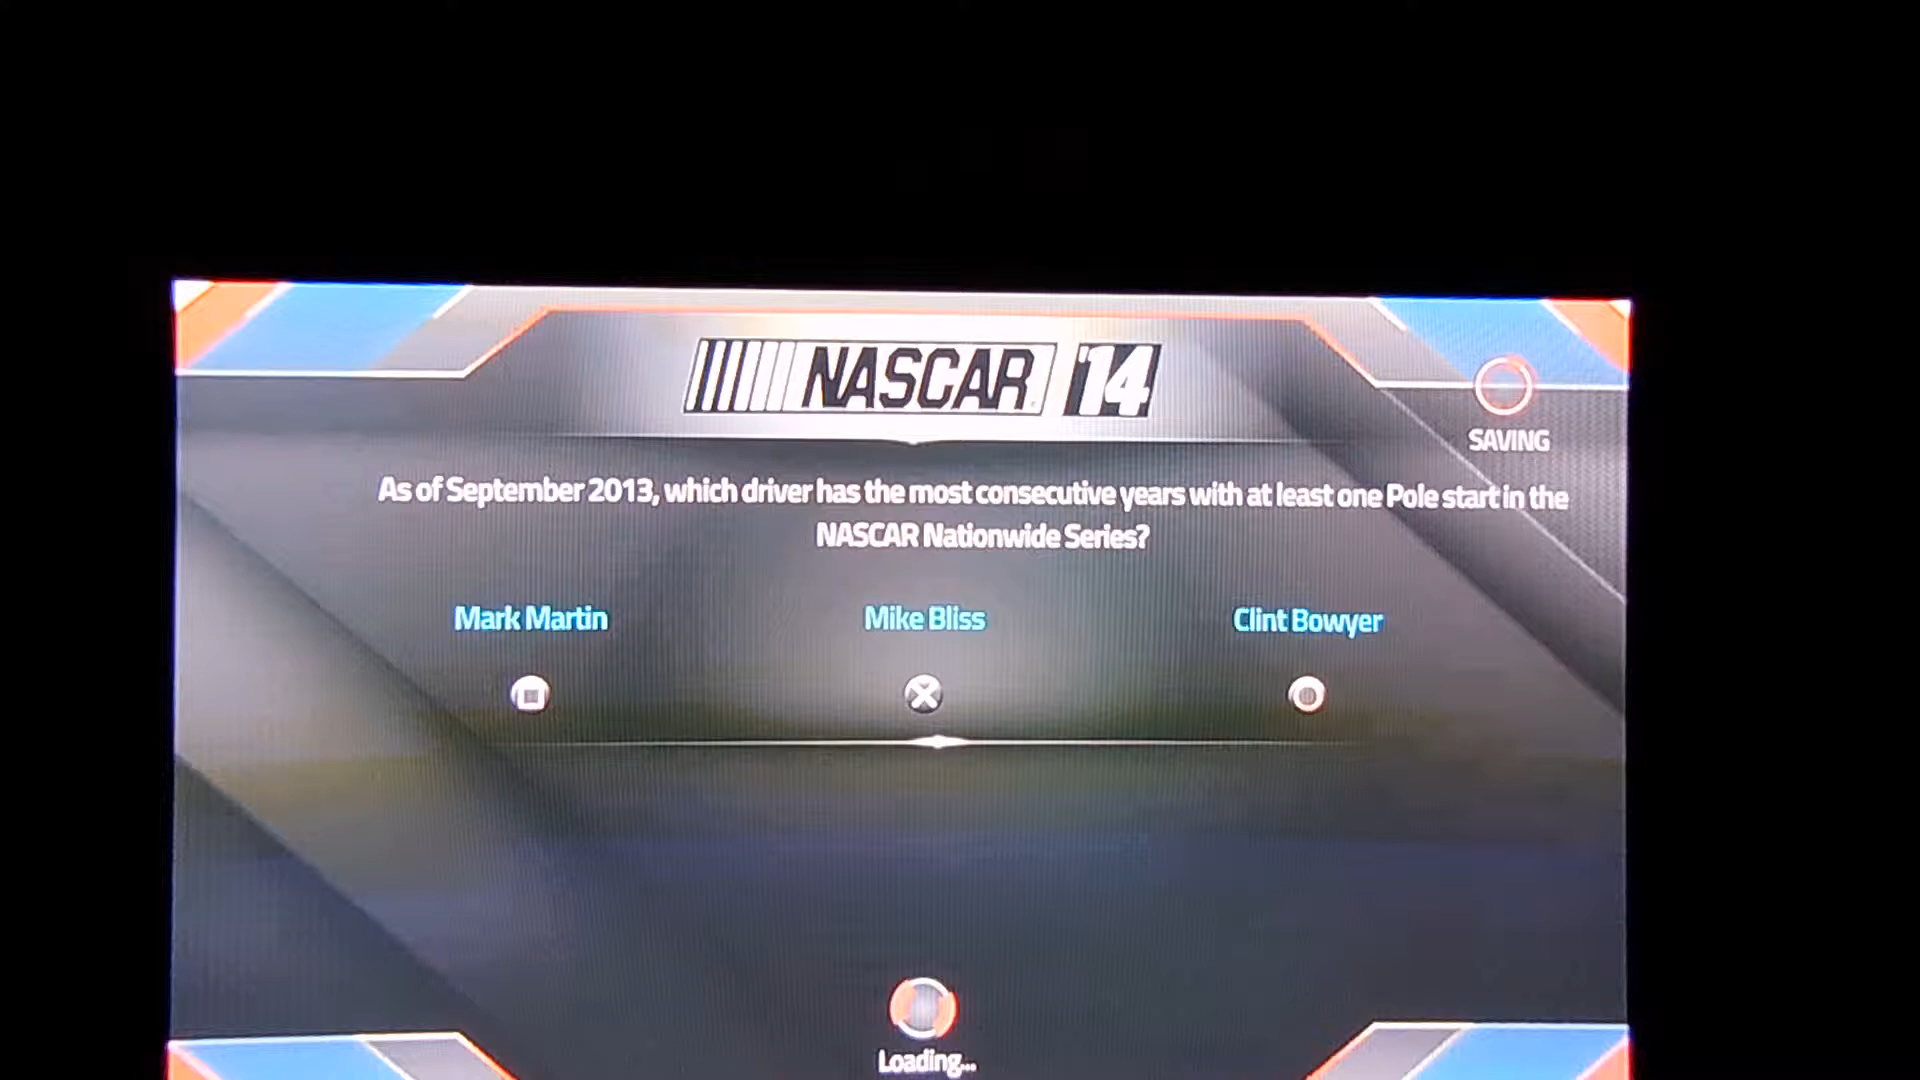 NASCAR '14
SAVING
As of September 2013, which driver has the most consecutive years with at least one Pole start in the
NASCAR Nationwide Series?
Mark Martin
Mike Bliss
Clint Bowyer
Loading...